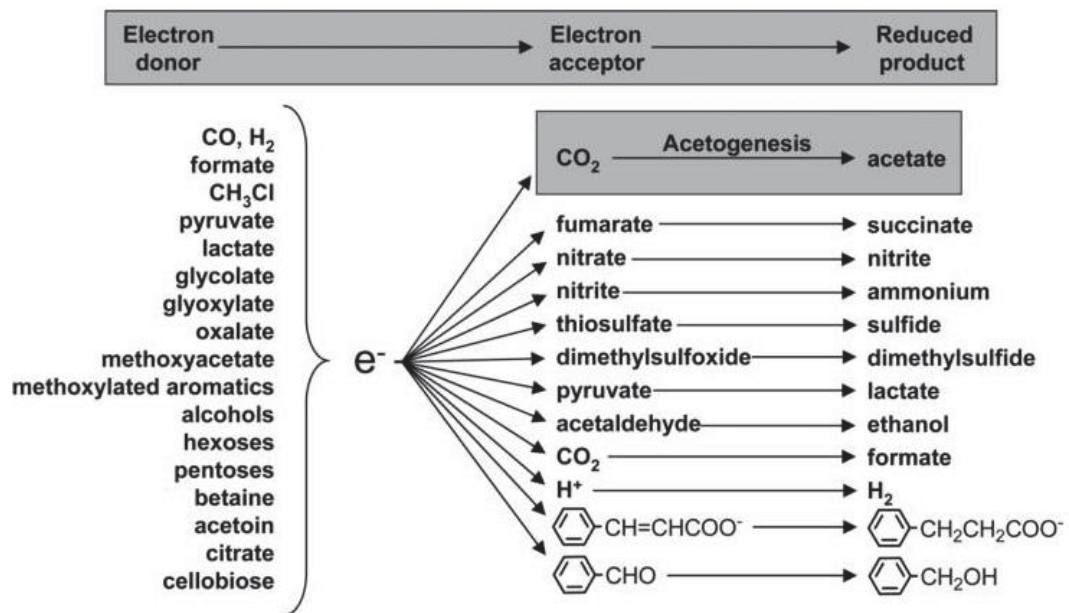 Electron donor
Electron acceptor
Reduced product
CO, H₂
formate
CH₃Cl
pyruvate
lactate
glycolate
glyoxylate
oxalate
methoxyacetate
methoxylated aromatics
alcohols
hexoses
pentoses
betaine
acetoin
citrate
cellobiose
e⁻
Acetogenesis
CO₂ acetate
fumarate succinate
nitrate nitrite
nitrite ammonium
thiosulfate sulfide
dimethylsulfoxide dimethylsulfide
pyruvate lactate
acetaldehyde ethanol
CO₂ formate
H⁺ H₂
CH=CHCOO⁻ CH₂CH₂COO⁻
CHO CH₂OH